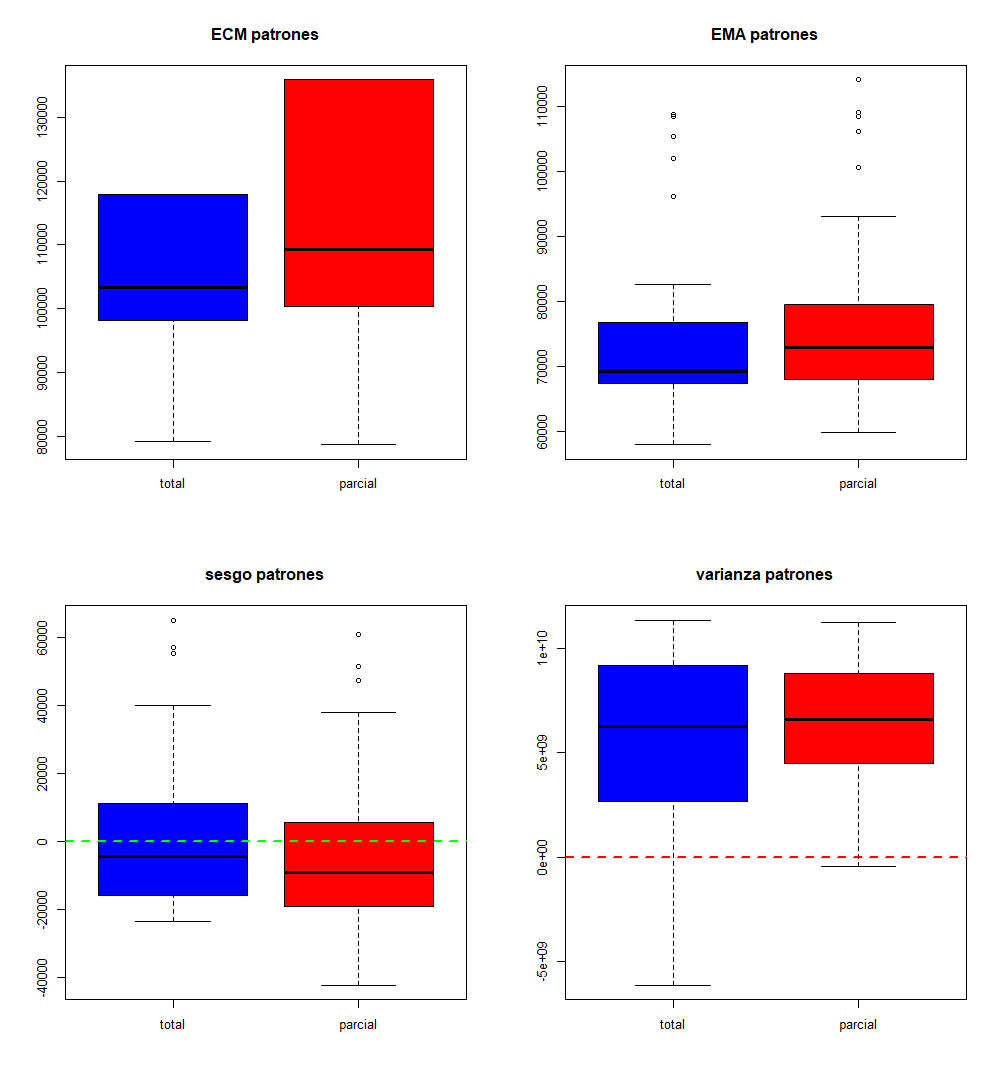 ECM patrones
130000
120000
110000
100000
90000
80000
total parcial
EMA patrones
110000
100000
90000
80000
70000
60000
total parcial
sesgo patrones
60000
40000
20000
0
-20000
-40000
total parcial
varianza patrones
1e+10
5e+09
0e+00
-5e+09
total parcial